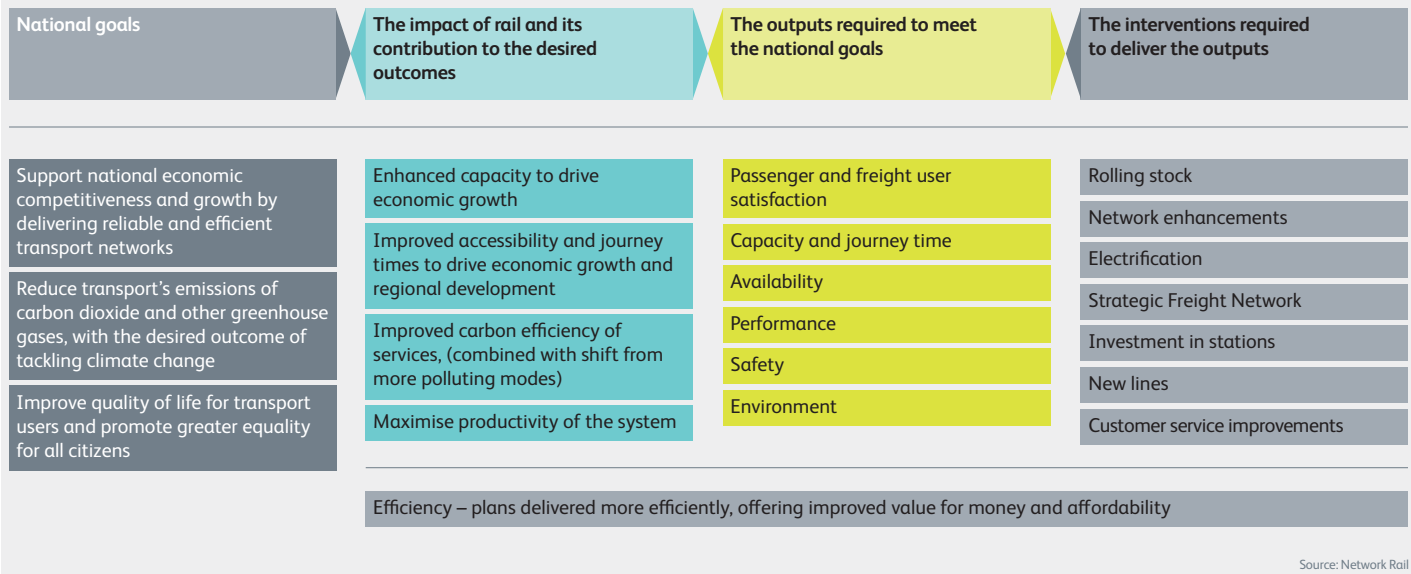 National goals
The impact of rail and its
contribution to the desired
outcomes
The outputs required to meet
the national goals
The interventions required
to deliver the outputs
Support national economic
competitiveness and growth by
delivering reliable and efficient
transport networks
Reduce transport’s emissions of
carbon dioxide and other greenhouse
gases, with the desired outcome of
tackling climate change
Improve quality of life for transport
users and promote greater equality
for all citizens
Enhanced capacity to drive
economic growth
Improved accessibility and journey
times to drive economic growth and
regional development
Improved carbon efficiency of
services, (combined with shift from
more polluting modes)
Maximise productivity of the system
Passenger and freight user
satisfaction
Capacity and journey time
Availability
Performance
Safety
Environment
Rolling stock
Network enhancements
Electrification
Strategic Freight Network
Investment in stations
New lines
Customer service improvements
Efficiency – plans delivered more efficiently, offering improved value for money and affordability
Source: Network Rail